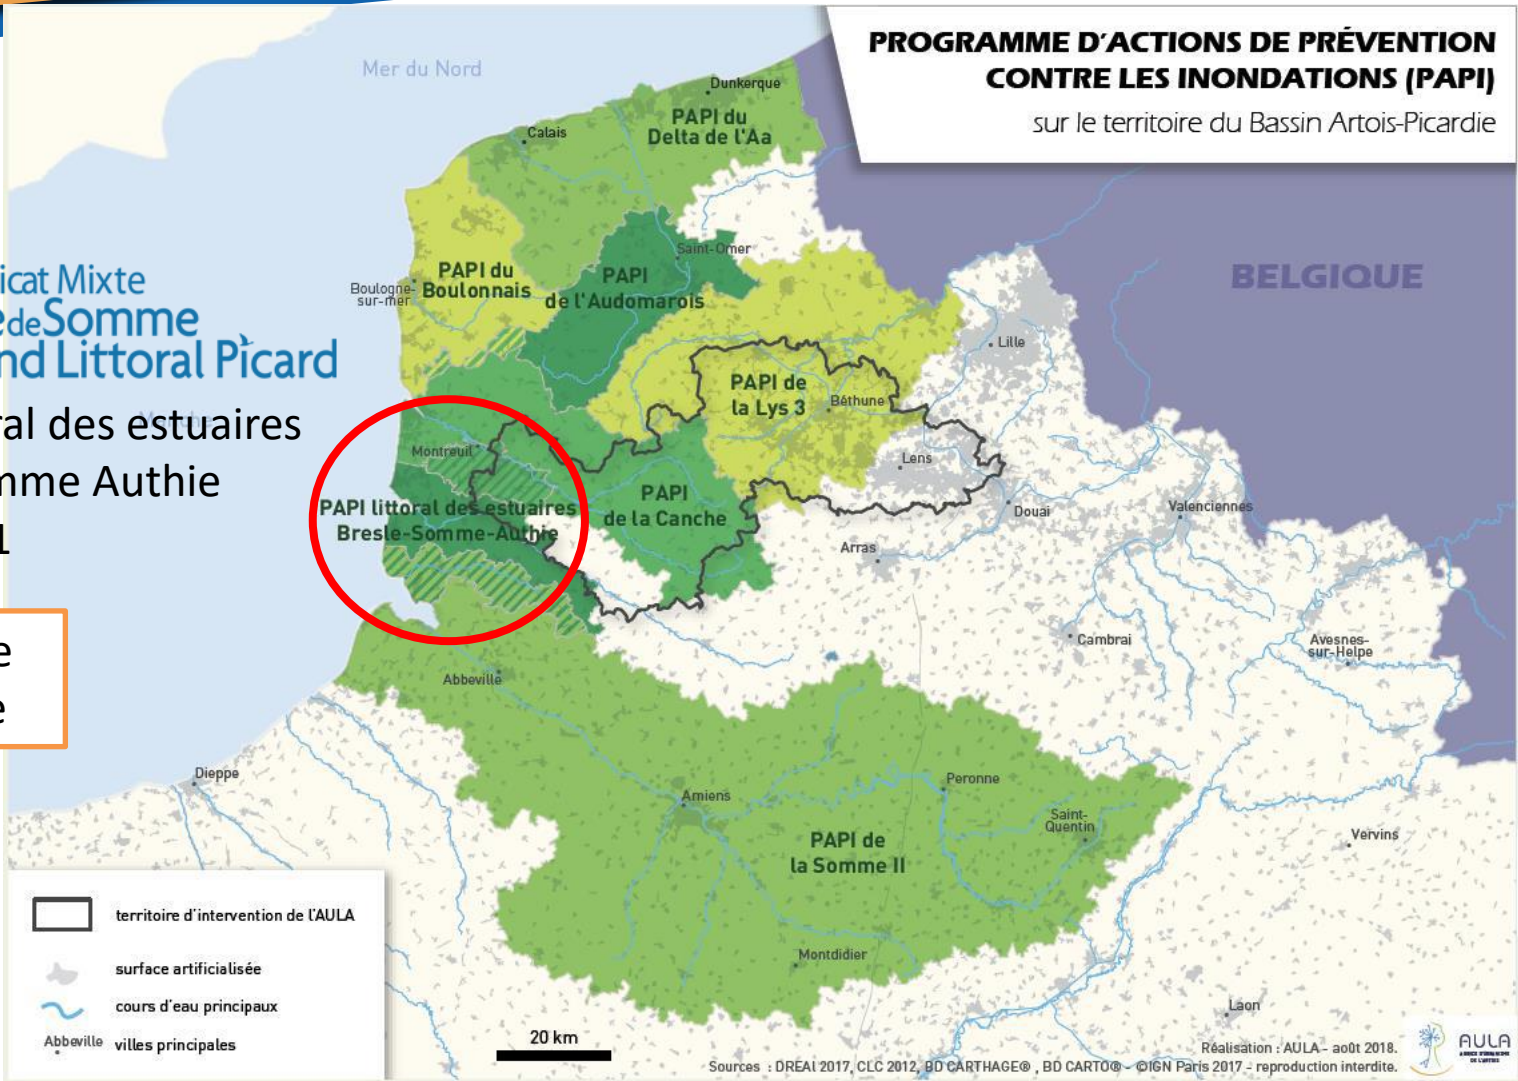 PROGRAMME D'ACTIONS DE PRÉVENTION
CONTRE LES INONDATIONS (PAPI)
sur le territoire du Bassin Artois-Picardie
Mer du Nord
Dunkerque
PAPI du
Delta de l'Aa
Calais
Saint-Omer
BELGIQUE
PAPI du
Boulonnais
Boulogne-
sur-mer
PAPI
de l'Audomarois
icat Mixte
e de Somme
nd Littoral Picard
Lille
PAPI de
la Lys 3
Béthune
ral des estuaires
mme Authie
1
Montreuil
Lens
PAPI littoral des estuaires
Bresle-Somme-Authie
PAPI
de la Canche
Douai
Valenciennes
Arras
e
e
Cambrai
Avesnes-
sur-Helpe
Abbeville
Dieppe
Amiens
Peronne
Saint-
Quentin
PAPI de
la Somme II
Vervins
Montdidier
Laon
territoire d'intervention de l'AULA
surface artificialisée
cours d'eau principaux
Abbeville villes principales
20 km
Réalisation : AULA - août 2018.
Sources : DREAl 2017, CLC 2012, BD CARTHAGE® , BD CARTO® - ©IGN Paris 2017 - reproduction interdite.
AULA